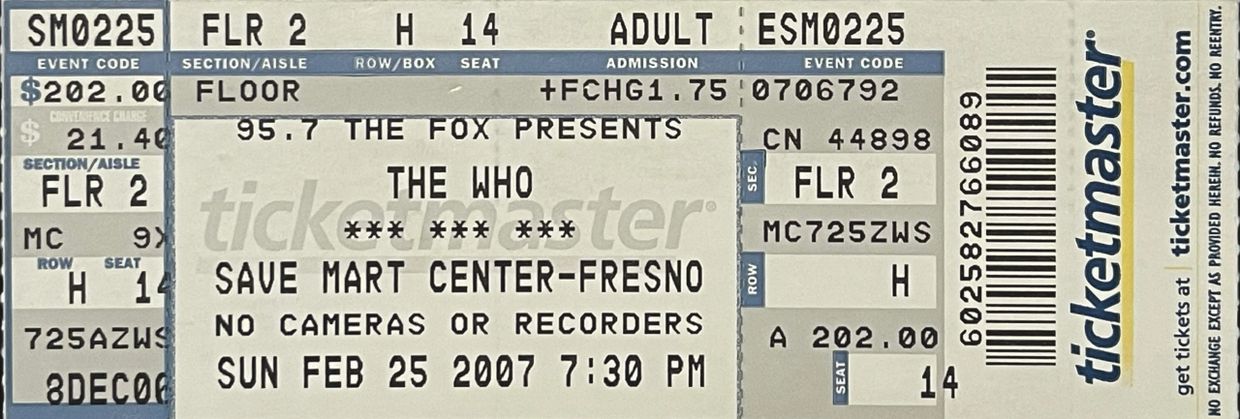 SM0225
EVENT CODE
$202.00
CONVENIENCE CHARGE
$ 21.40
SECTION/AISLE
FLR 2
MC 9X
ROW SEAT
H 14
725AZWS
8DEC06
FLR 2 H 14 ADULT
SECTION/AISLE ROW/BOX SEAT ADMISSION
FLOOR +FCHG1.75
95.7 THE FOX PRESENTS
THE WHO
ticketmaster®
*** *** ***
SAVE MART CENTER-FRESNO
NO CAMERAS OR RECORDERS
SUN FEB 25 2007 7:30 PM
ESM0225
EVENT CODE
0706792
CN 44898
SEC.
FLR 2
MC725ZWS
ROW
H
A 202.00
SEAT
14
602582766089
ticketmaster®
get tickets at | ticketmaster.com
NO EXCHANGE EXCEPT AS PROVIDED HEREIN. NO REFUNDS. NO REENTRY.